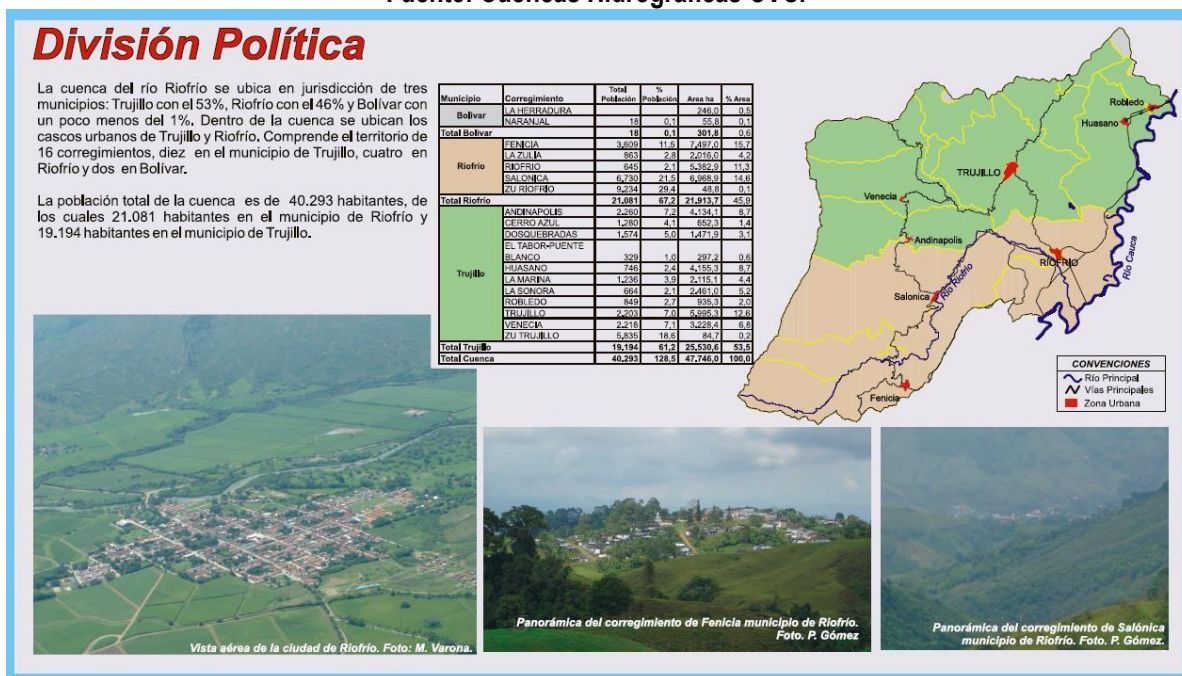 Fuente: Cuencas Hidrográficas CVC.
División Política
La cuenca del río Riofrío se ubica en jurisdicción de tres
municipios: Trujillo con el 53%, Riofrío con el 46% y Bolívar con
un poco menos del 1%. Dentro de la cuenca se ubican los
cascos urbanos de Trujillo y Riofrío. Comprende el territorio de
16 corregimientos, diez en el municipio de Trujillo, cuatro en
Riofrío y dos en Bolívar.
La población total de la cuenca es de 40.293 habitantes, de
los cuales 21.081 habitantes en el municipio de Riofrío y
19.194 habitantes en el municipio de Trujillo.
Municipio Corregimiento Total Población % Población Area ha % Area
Bolívar LA HERRADURA 246,0 0,5
NARANJAL 18 0,1 55,8 0,1
Total Bolívar 18 0,1 301,8 0,6
Riofrío FENICIA 3,609 11,5 7,497,0 15,7
LA ZULIA 863 2,8 2,016,0 4,2
RIOFRIO 645 2,1 5,382,9 11,3
SALONICA 6,730 21,5 6,968,9 14,6
ZU RIOFRÍO 9,234 29,4 48,8 0,1
Total Riofrío 21.081 67,2 21,913,7 45,9
Trujillo ANDINAPOLIS 2.260 7,2 4.134,1 8,7
CERRO AZUL 1.280 4,1 652,3 1,4
DOSQUEBRADAS 1.574 5,0 1.471,9 3,1
EL TABOR-PUENTE
BLANCO 329 1,0 297,2 0,6
HUASANO 746 2,4 4,155,3 8,7
LA MARINA 1.236 3,9 2.115,1 4,4
LA SONORA 664 2,1 2.461,0 5,2
ROBLEDO 849 2,7 935,3 2,0
TRUJILLO 2,203 7,0 5,995,3 12,6
VENECIA 2,218 7,1 3.228,4 6,8
ZU TRUJILLO 5,835 18,6 84,7 0,2
Total Trujillo 19,194 61,2 25,530,6 53,5
Total Cuenca 40,293 128,5 47.746,0 100,0
Robledo
Huasano
TRUJILLO
Venecia
Andinapolis
RIOFRIO
Río Cauca
Río Riofrío
Salonica
Fenicia
CONVENCIONES
Río Principal
Vías Principales
Zona Urbana
Vista aérea de la ciudad de Riofrío. Foto: M. Varona.
Panorámica del corregimiento de Fenicia municipio de Riofrío.
Foto. P. Gómez
Panorámica del corregimiento de Salónica
municipio de Riofrío. Foto. P. Gómez.